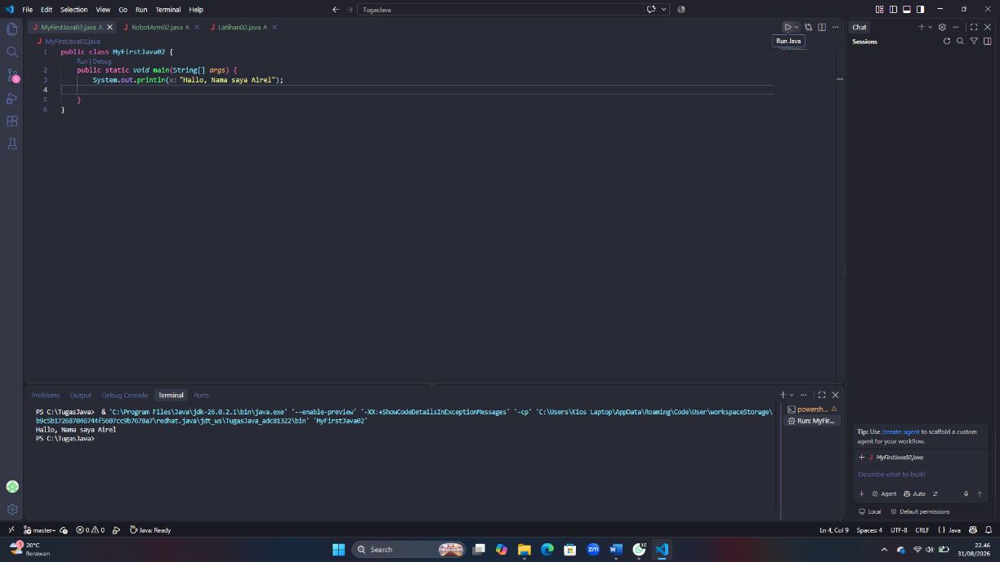 File Edit Selection View Go Run Terminal Help
TugasJava
MyFirstJava02.java A
RobotArm02.java A
Latihan02.java A
Run Java
MyFirstJava02.java
1 public class MyFirstJava02 {
Run | Debug
2 public static void main(String[] args) {
3 System.out.println(x: "Hallo, Nama saya Airel");
4
5 }
6 }
Chat
Sessions
Problems Output Debug Console Terminal Ports
PS C:\TugasJava> & 'C:\Program Files\Java\jdk-26.0.2.1\bin\java.exe' '--enable-preview' '-XX:+ShowCodeDetailsInExceptionMessages' '-cp' 'C:\Users\Kios Laptop\AppData\Roaming\Code\User\workspaceStorage\
b9c5b172687046744f5607cc9b7678a7\redhat.java\jdt_ws\TugasJava_adc81322\bin' 'MyFirstJava02'
Hallo, Nama saya Airel
PS C:\TugasJava>
powersh...
Run: MyFir...
Tip: Use /create-agent to scaffold a custom
agent for your workflow.
MyFirstJava02.java
Describe what to build
Agent Auto
Local Default permissions
master+ 0 0 Java: Ready
Ln 4, Col 9 Spaces: 4 UTF-8 CRLF {} Java
1
20°C
Berawan
Search
zm
10
22.46
31/08/2026